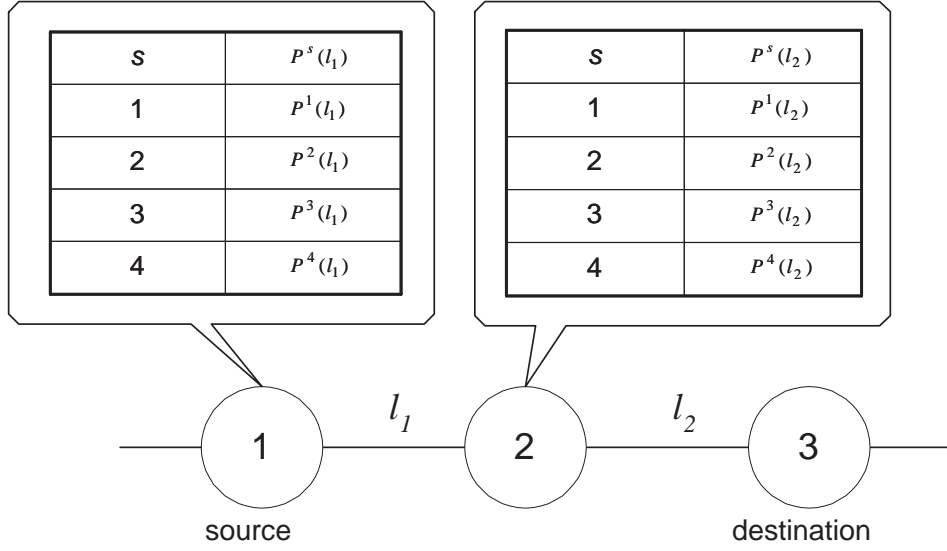 s P^s(l_1)
1 P^1(l_1)
2 P^2(l_1)
3 P^3(l_1)
4 P^4(l_1)
s P^s(l_2)
1 P^1(l_2)
2 P^2(l_2)
3 P^3(l_2)
4 P^4(l_2)
l_1 l_2
1 2 3
source destination